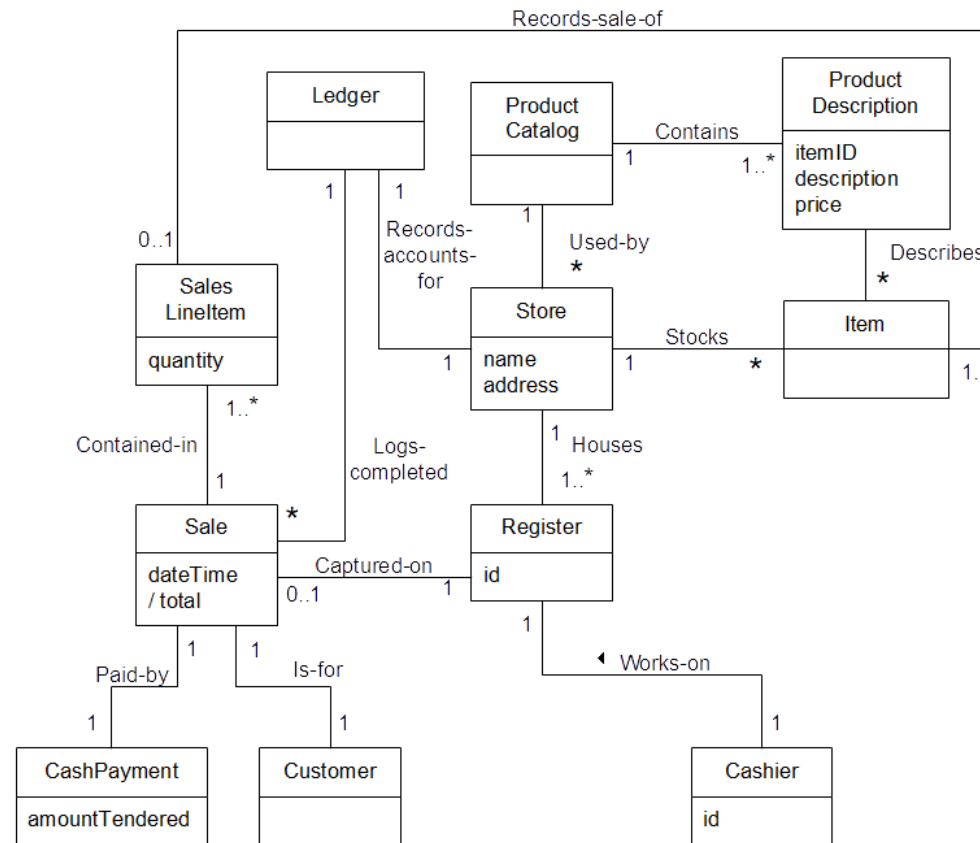 Records-sale-of
Ledger
Product
Catalog
Contains
1
1..*
Product
Description
itemID
description
price
1
1
1
0..1
Records-
accounts-
for
Used-by
*
Describes
*
Sales
LineItem
quantity
Store
name
address
1
1
Stocks
*
Item
1..
1..*
Contained-in
1
Logs-
completed
*
1
Houses
1..*
Sale
dateTime
/ total
Captured-on
0..1
1
Register
id
1
1
1
Paid-by
Is-for
Works-on
1
1
1
CashPayment
amountTendered
Customer
Cashier
id